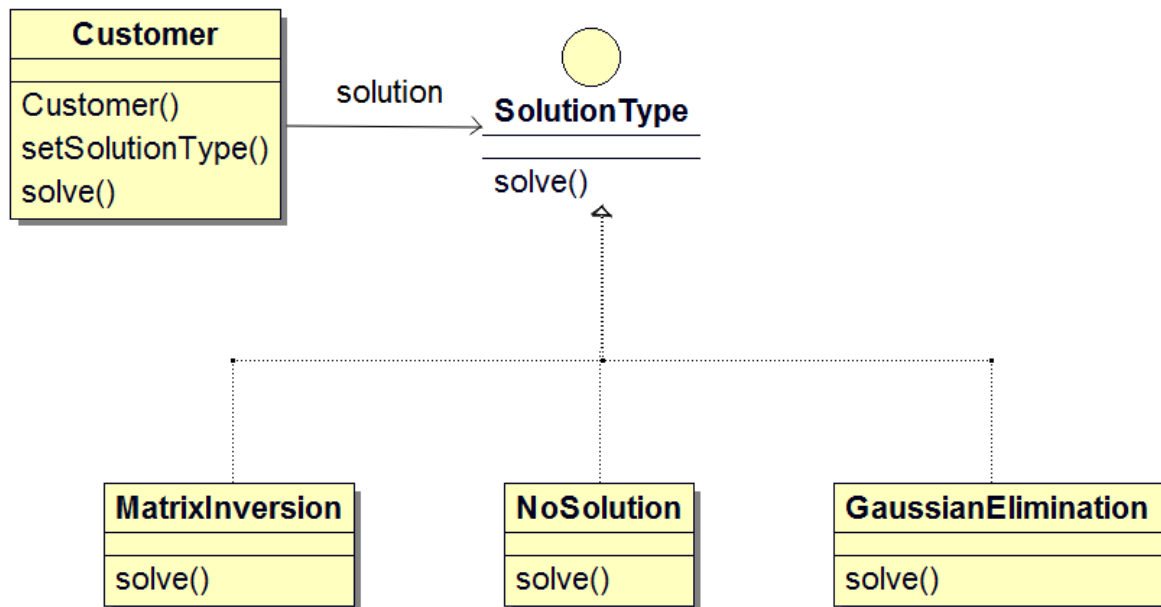 Customer
Customer()
setSolutionType()
solve()
solution
SolutionType
solve()
MatrixInversion
solve()
NoSolution
solve()
GaussianElimination
solve()